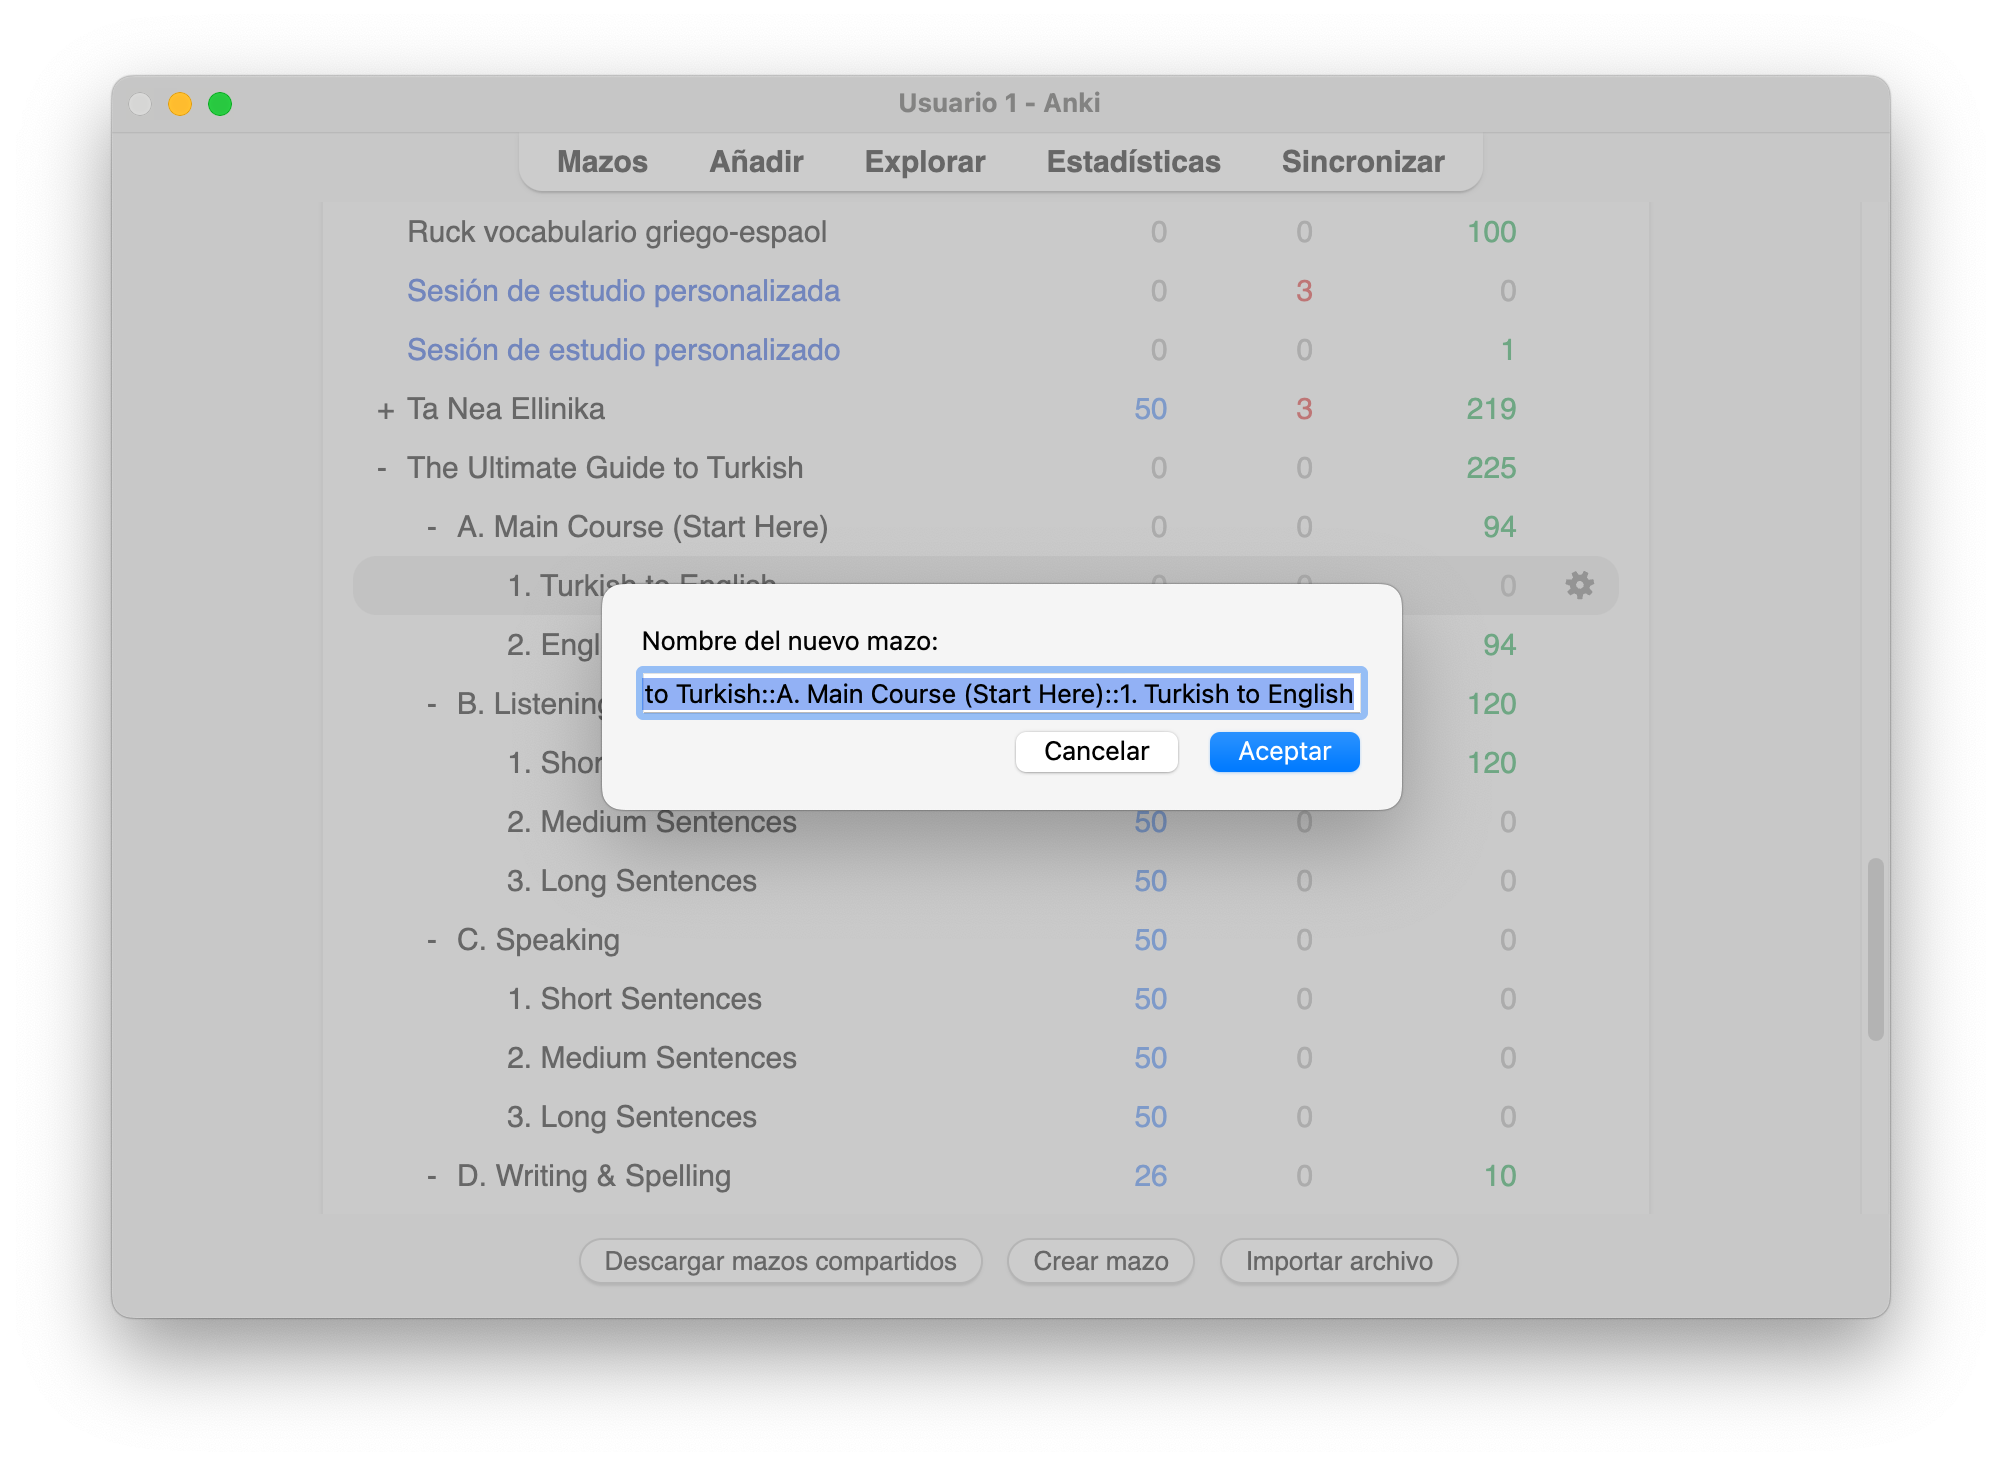 Usuario 1 - Anki
Mazos Añadir Explorar Estadísticas Sincronizar
Ruck vocabulario griego-espaol 0 0 100
Sesión de estudio personalizada 0 3 0
Sesión de estudio personalizado 0 0 1
+ Ta Nea Ellinika 50 3 219
- The Ultimate Guide to Turkish 0 0 225
- A. Main Course (Start Here) 0 0 94
1. Turkish to English 0 0 0
2. Engl 94
- B. Listening 120
1. Shor 120
2. Medium Sentences 50 0 0
3. Long Sentences 50 0 0
- C. Speaking 50 0 0
1. Short Sentences 50 0 0
2. Medium Sentences 50 0 0
3. Long Sentences 50 0 0
- D. Writing & Spelling 26 0 10
Nombre del nuevo mazo:
to Turkish::A. Main Course (Start Here)::1. Turkish to English
Cancelar Aceptar
Descargar mazos compartidos Crear mazo Importar archivo